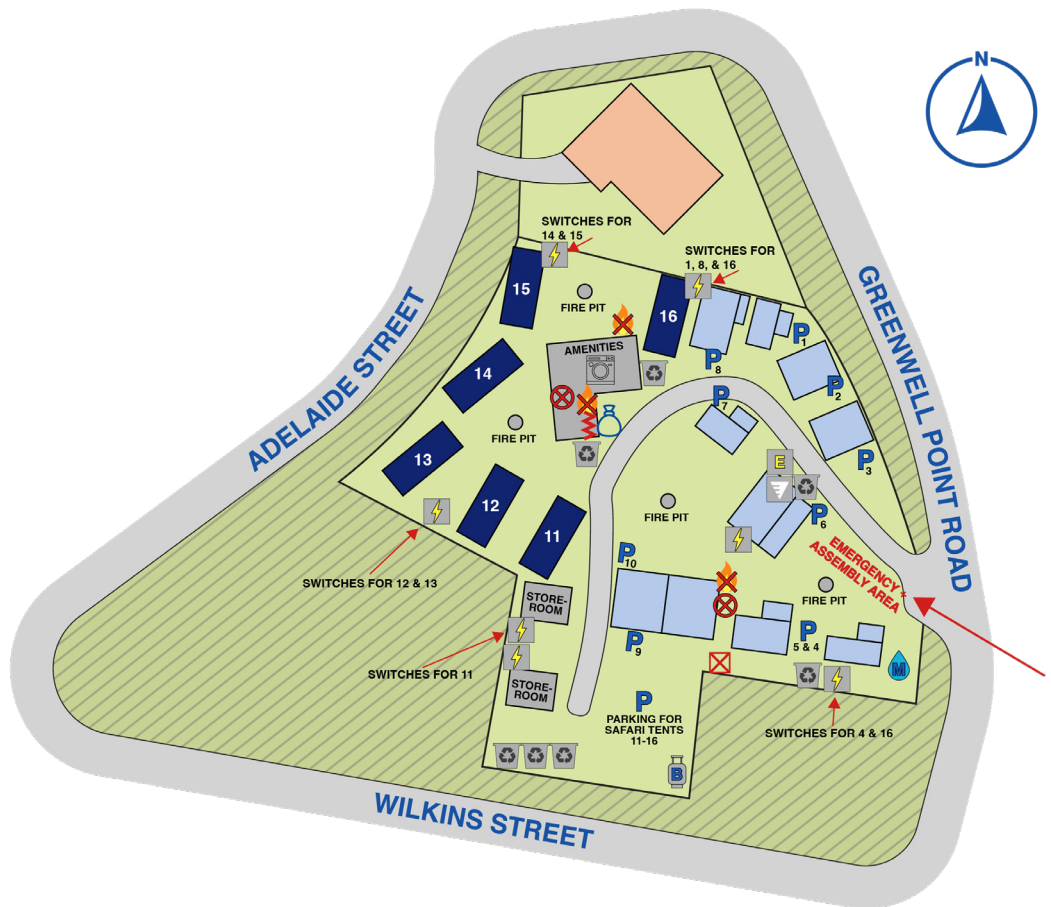 N
SWITCHES FOR
14 & 15
SWITCHES FOR
1, 8, & 16
15
FIRE PIT
16
P
1
AMENITIES
P
8
14
P
2
P
7
ADELAIDE STREET
GREENWELL POINT ROAD
FIRE PIT
P
3
13
E
12
FIRE PIT
P
6
11
EMERGENCY
ASSEMBLY AREA
*
P
10
SWITCHES FOR 12 & 13
FIRE PIT
STORE-
ROOM
P
9
P
5 & 4
SWITCHES FOR 11
M
STORE-
ROOM
P
PARKING FOR
SAFARI TENTS
11-16
SWITCHES FOR 4 & 16
B
WILKINS STREET